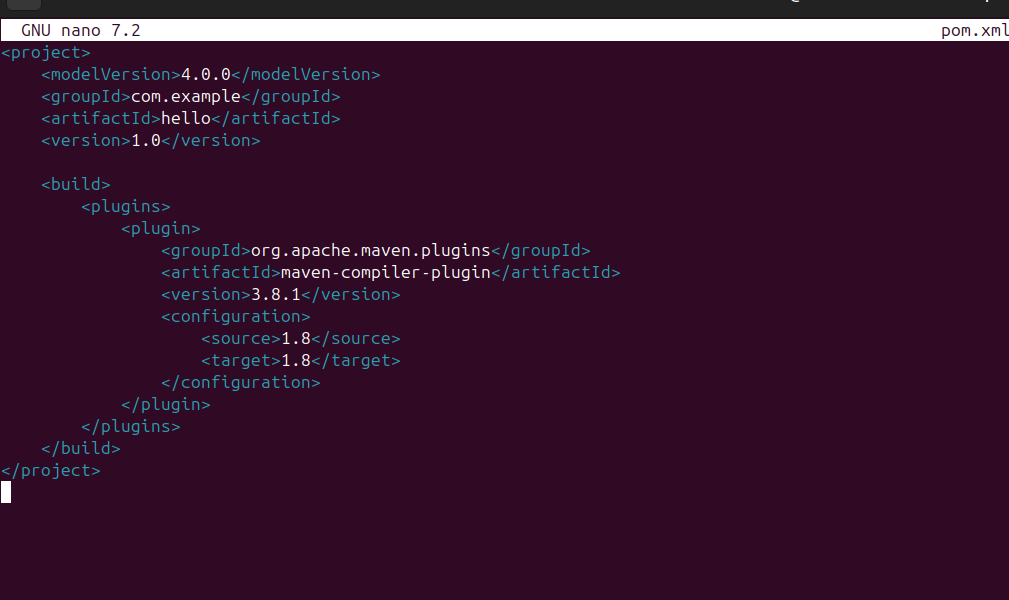 GNU nano 7.2 pom.xml
<project>
    <modelVersion>4.0.0</modelVersion>
    <groupId>com.example</groupId>
    <artifactId>hello</artifactId>
    <version>1.0</version>

    <build>
        <plugins>
            <plugin>
                <groupId>org.apache.maven.plugins</groupId>
                <artifactId>maven-compiler-plugin</artifactId>
                <version>3.8.1</version>
                <configuration>
                    <source>1.8</source>
                    <target>1.8</target>
                </configuration>
            </plugin>
        </plugins>
    </build>
</project>